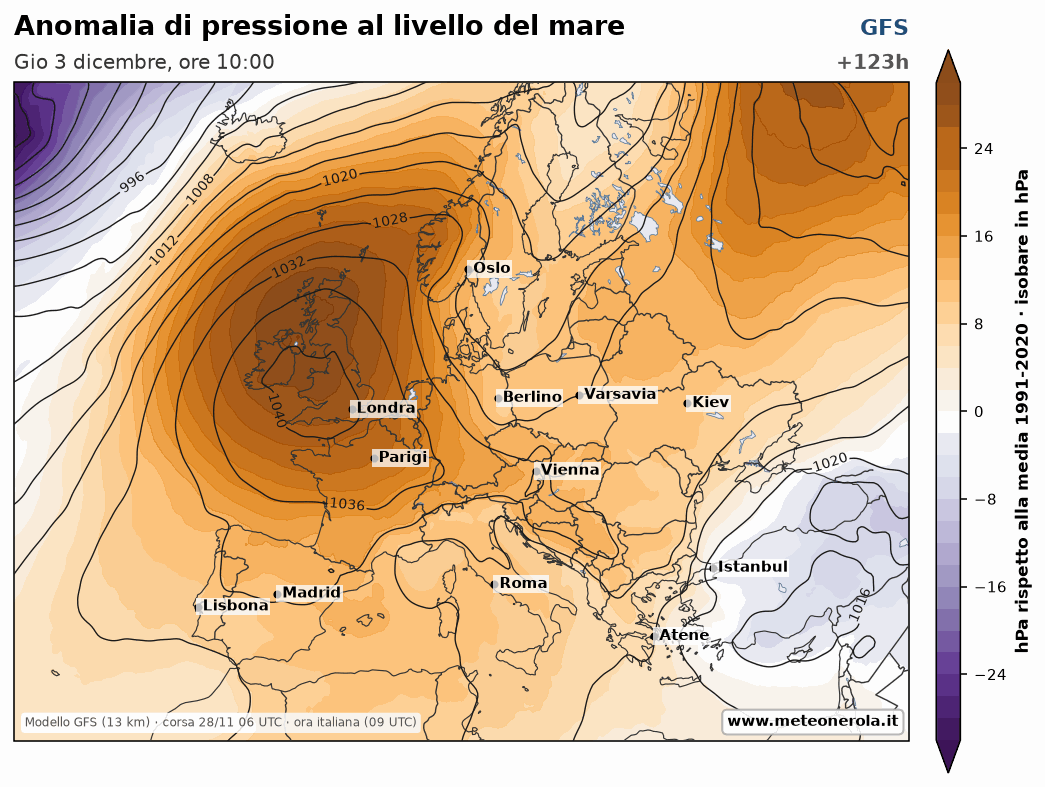 Anomalia di pressione al livello del mare
GFS
Gio 3 dicembre, ore 10:00
+123h
996
1008
1012
1020
1028
1032
1040
1036
1020
1016
Oslo
Berlino
Varsavia
Kiev
Londra
Parigi
Vienna
Istanbul
Roma
Madrid
Lisbona
Atene
24
16
8
0
−8
−16
−24
hPa rispetto alla media 1991-2020 · isobare in hPa
Modello GFS (13 km) · corsa 28/11 06 UTC · ora italiana (09 UTC)
www.meteonerola.it